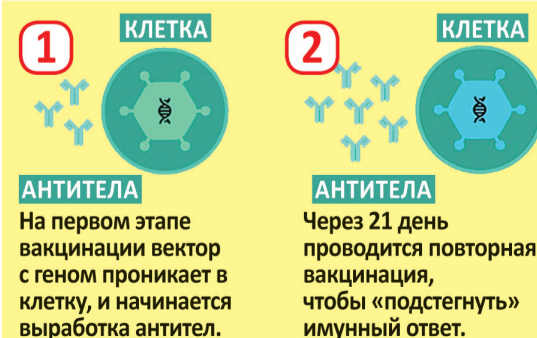 1
КЛЕТКА
АНТИТЕЛА
На первом этапе
вакцинации вектор
с геном проникает в
клетку, и начинается
выработка антител.
2
КЛЕТКА
АНТИТЕЛА
Через 21 день
проводится повторная
вакцинация,
чтобы «подстегнуть»
имунный ответ.